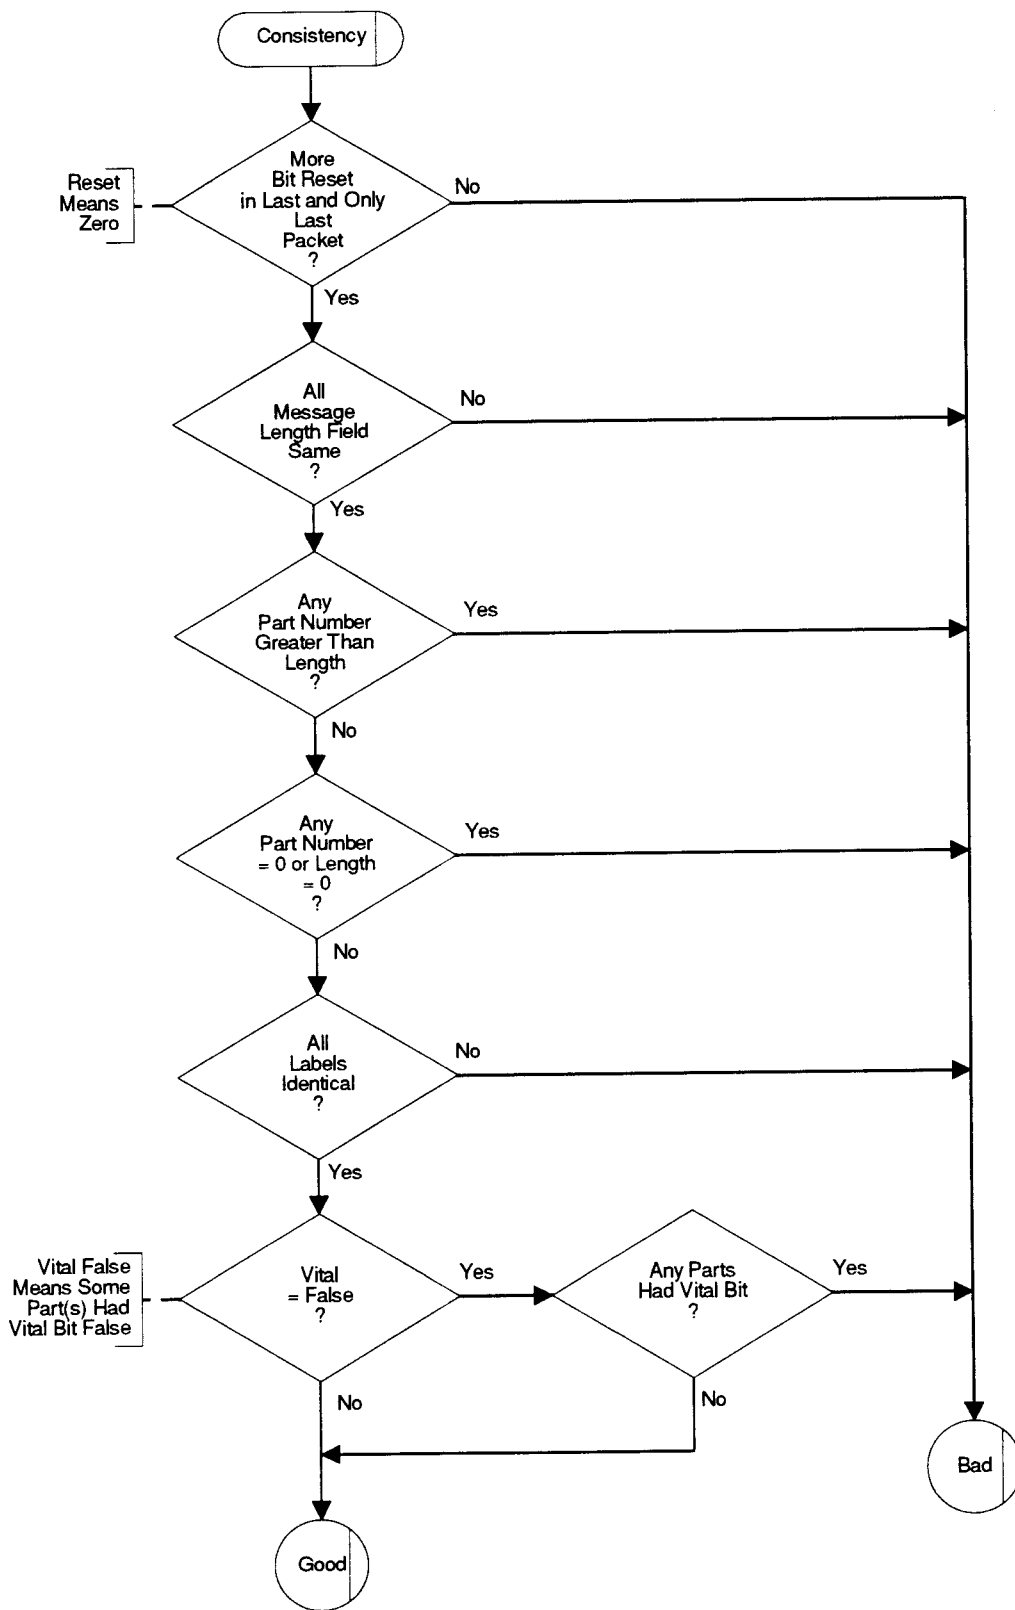 Consistency
More
Bit Reset
in Last and Only
Last
Packet
?
Reset
Means
Zero
No
Yes
All
Message
Length Field
Same
?
No
Yes
Any
Part Number
Greater Than
Length
?
Yes
No
Any
Part Number
= 0 or Length
= 0
?
Yes
No
All
Labels
Identical
?
No
Yes
Vital False
Means Some
Part(s) Had
Vital Bit False
Vital
= False
?
Yes
Any Parts
Had Vital Bit
?
Yes
No
No
Bad
Good